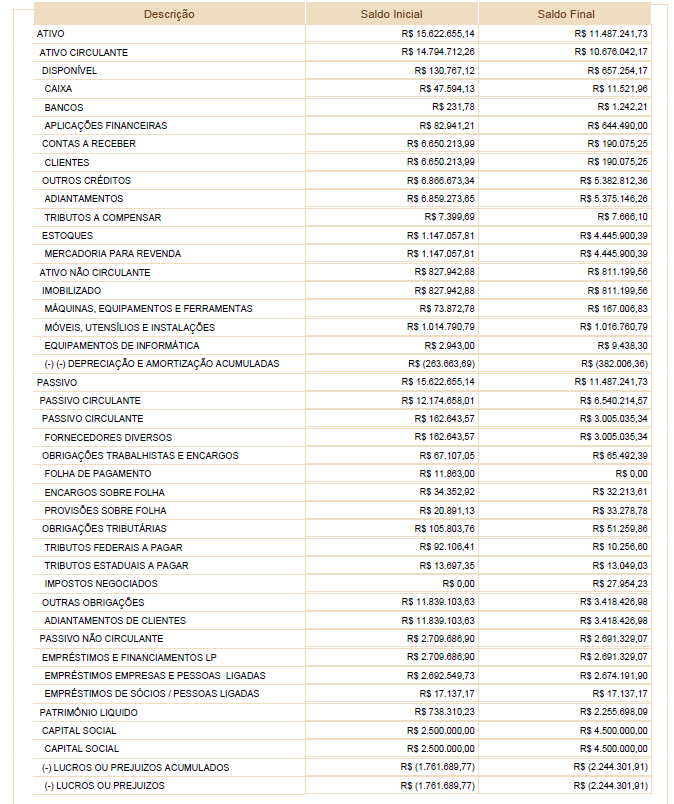 Descrição Saldo Inicial Saldo Final
ATIVO R$ 15.622.655,14 R$ 11.487.241,73
ATIVO CIRCULANTE R$ 14.794.712,26 R$ 10.676.042,17
DISPONÍVEL R$ 130.767,12 R$ 657.254,17
CAIXA R$ 47.594,13 R$ 11.521,96
BANCOS R$ 231,78 R$ 1.242,21
APLICAÇÕES FINANCEIRAS R$ 82.941,21 R$ 644.490,00
CONTAS A RECEBER R$ 6.650.213,99 R$ 190.075,25
CLIENTES R$ 6.650.213,99 R$ 190.075,25
OUTROS CRÉDITOS R$ 6.866.673,34 R$ 5.382.812,36
ADIANTAMENTOS R$ 6.859.273,65 R$ 5.375.146,26
TRIBUTOS A COMPENSAR R$ 7.399,69 R$ 7.666,10
ESTOQUES R$ 1.147.057,81 R$ 4.445.900,39
MERCADORIA PARA REVENDA R$ 1.147.057,81 R$ 4.445.900,39
ATIVO NÃO CIRCULANTE R$ 827.942,88 R$ 811.199,56
IMOBILIZADO R$ 827.942,88 R$ 811.199,56
MÁQUINAS, EQUIPAMENTOS E FERRAMENTAS R$ 73.872,78 R$ 167.006,83
MÓVEIS, UTENSÍLIOS E INSTALAÇÕES R$ 1.014.790,79 R$ 1.016.760,79
EQUIPAMENTOS DE INFORMÁTICA R$ 2.943,00 R$ 9.438,30
(-) (-) DEPRECIAÇÃO E AMORTIZAÇÃO ACUMULADAS R$ (263.663,69) R$ (382.006,36)
PASSIVO R$ 15.622.655,14 R$ 11.487.241,73
PASSIVO CIRCULANTE R$ 12.174.658,01 R$ 6.540.214,57
PASSIVO CIRCULANTE R$ 162.643,57 R$ 3.005.035,34
FORNECEDORES DIVERSOS R$ 162.643,57 R$ 3.005.035,34
OBRIGAÇÕES TRABALHISTAS E ENCARGOS R$ 67.107,05 R$ 65.492,39
FOLHA DE PAGAMENTO R$ 11.863,00 R$ 0,00
ENCARGOS SOBRE FOLHA R$ 34.352,92 R$ 32.213,61
PROVISÕES SOBRE FOLHA R$ 20.891,13 R$ 33.278,78
OBRIGAÇÕES TRIBUTÁRIAS R$ 105.803,76 R$ 51.259,86
TRIBUTOS FEDERAIS A PAGAR R$ 92.106,41 R$ 10.256,60
TRIBUTOS ESTADUAIS A PAGAR R$ 13.697,35 R$ 13.049,03
IMPOSTOS NEGOCIADOS R$ 0,00 R$ 27.954,23
OUTRAS OBRIGAÇÕES R$ 11.839.103,63 R$ 3.418.426,98
ADIANTAMENTOS DE CLIENTES R$ 11.839.103,63 R$ 3.418.426,98
PASSIVO NÃO CIRCULANTE R$ 2.709.686,90 R$ 2.691.329,07
EMPRÉSTIMOS E FINANCIAMENTOS LP R$ 2.709.686,90 R$ 2.691.329,07
EMPRÉSTIMOS EMPRESAS E PESSOAS LIGADAS R$ 2.692.549,73 R$ 2.674.191,90
EMPRÉSTIMOS DE SÓCIOS / PESSOAS LIGADAS R$ 17.137,17 R$ 17.137,17
PATRIMÔNIO LIQUIDO R$ 738.310,23 R$ 2.255.698,09
CAPITAL SOCIAL R$ 2.500.000,00 R$ 4.500.000,00
CAPITAL SOCIAL R$ 2.500.000,00 R$ 4.500.000,00
(-) LUCROS OU PREJUIZOS ACUMULADOS R$ (1.761.689,77) R$ (2.244.301,91)
(-) LUCROS OU PREJUIZOS R$ (1.761.689,77) R$ (2.244.301,91)